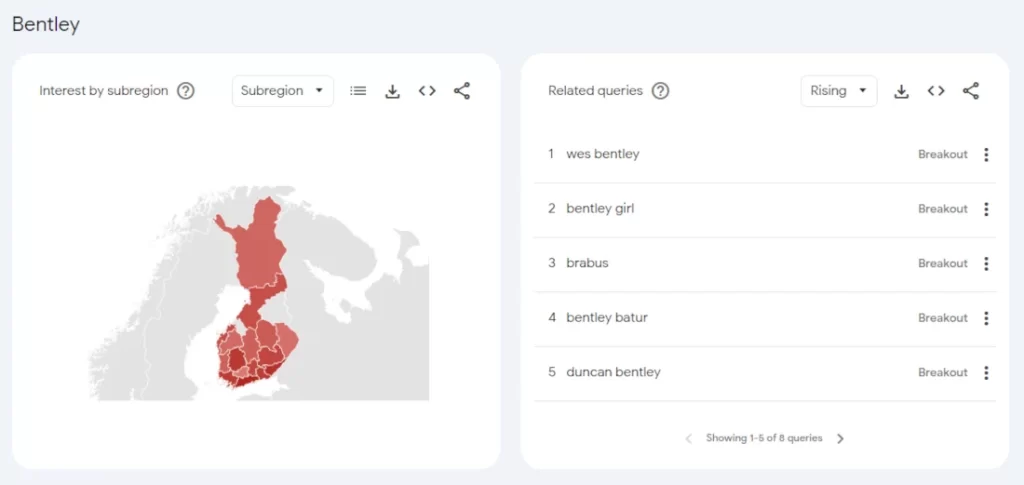 Bentley
Interest by subregion
Subregion
Related queries
Rising
1 wes bentley Breakout
2 bentley girl Breakout
3 brabus Breakout
4 bentley batur Breakout
5 duncan bentley Breakout
Showing 1-5 of 8 queries